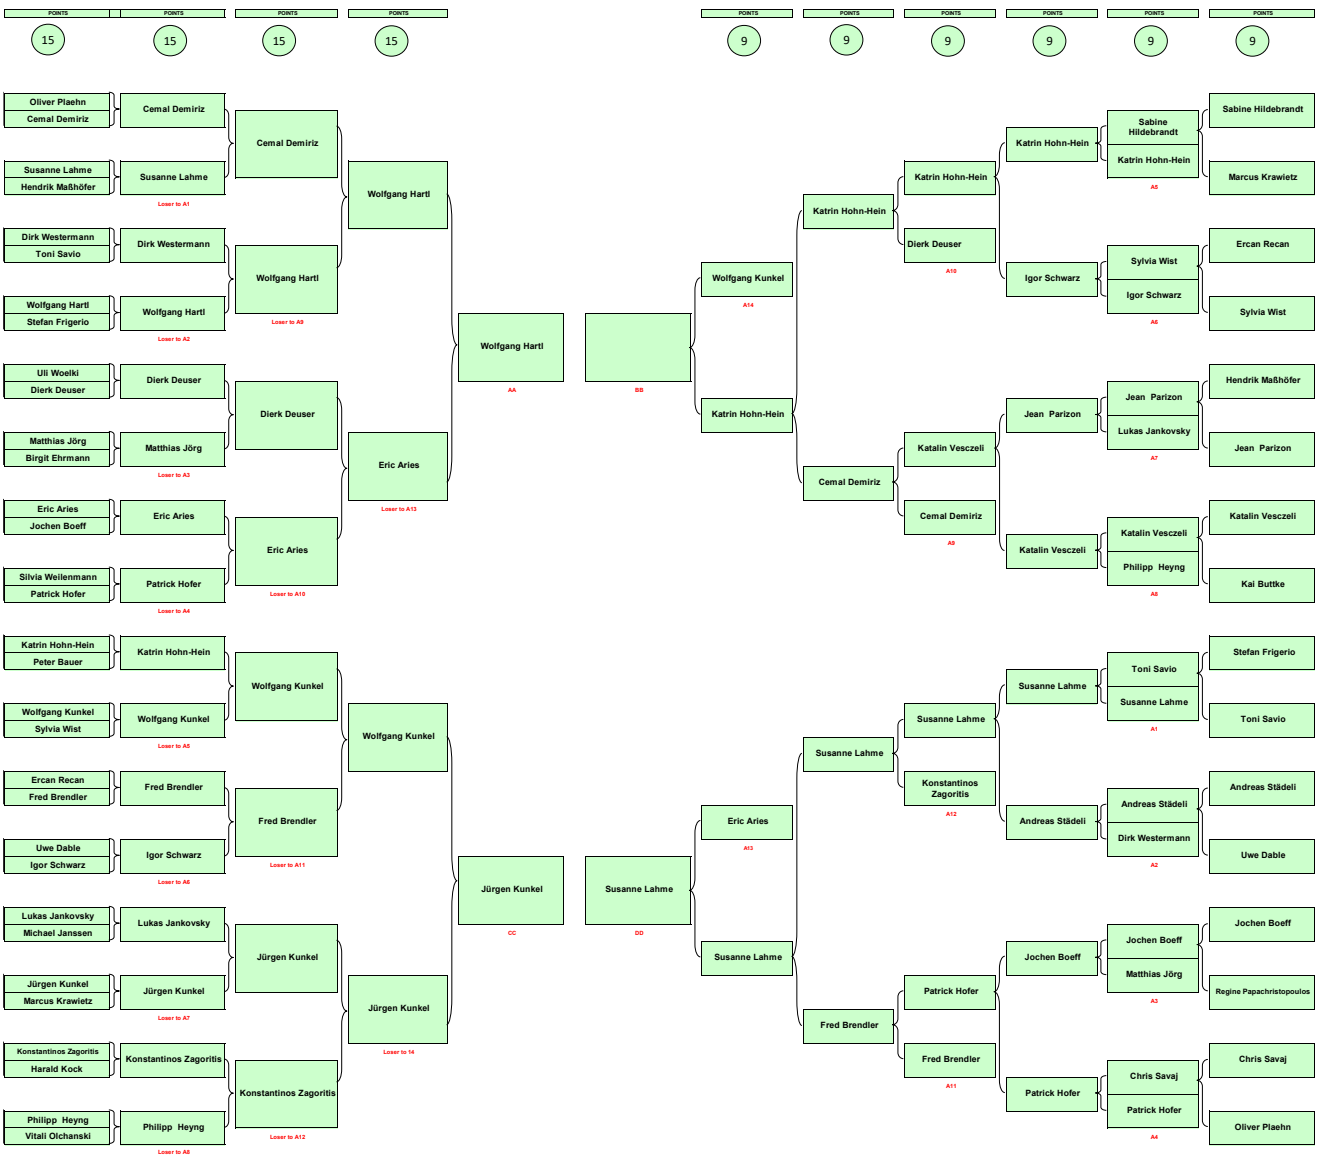 POINTS
POINTS
POINTS
POINTS
POINTS
POINTS
POINTS
POINTS
POINTS
POINTS
15
15
15
15
9
9
9
9
9
9
Oliver Plaehn
Cemal Demiriz
Susanne Lahme
Hendrik Maßhöfer
Dirk Westermann
Toni Savio
Wolfgang Hartl
Stefan Frigerio
Uli Woelki
Dierk Deuser
Matthias Jörg
Birgit Ehrmann
Eric Aries
Jochen Boeff
Silvia Weilenmann
Patrick Hofer
Katrin Hohn-Hein
Peter Bauer
Wolfgang Kunkel
Sylvia Wist
Ercan Recan
Fred Brendler
Uwe Dable
Igor Schwarz
Lukas Jankovsky
Michael Janssen
Jürgen Kunkel
Marcus Krawietz
Konstantinos Zagoritis
Harald Kock
Philipp Heyng
Vitali Olchanski
Cemal Demiriz
Susanne Lahme
Loser to A1
Dirk Westermann
Wolfgang Hartl
Loser to A2
Dierk Deuser
Matthias Jörg
Loser to A3
Eric Aries
Patrick Hofer
Loser to A4
Katrin Hohn-Hein
Wolfgang Kunkel
Loser to A5
Fred Brendler
Igor Schwarz
Loser to A6
Lukas Jankovsky
Jürgen Kunkel
Loser to A7
Konstantinos Zagoritis
Philipp Heyng
Loser to A8
Cemal Demiriz
Wolfgang Hartl
Loser to A9
Dierk Deuser
Eric Aries
Loser to A10
Wolfgang Kunkel
Fred Brendler
Loser to A11
Jürgen Kunkel
Konstantinos Zagoritis
Loser to A12
Wolfgang Hartl
Eric Aries
Loser to A13
Wolfgang Kunkel
Jürgen Kunkel
Loser to 14
Wolfgang Hartl
AA
Jürgen Kunkel
CC
BB
Susanne Lahme
DD
Wolfgang Kunkel
A14
Katrin Hohn-Hein
Eric Aries
A13
Susanne Lahme
Katrin Hohn-Hein
Cemal Demiriz
Susanne Lahme
Fred Brendler
Katrin Hohn-Hein
Dierk Deuser
A10
Katalin Vesczeli
Cemal Demiriz
A9
Susanne Lahme
Konstantinos
Zagoritis
A12
Patrick Hofer
Fred Brendler
A11
Katrin Hohn-Hein
Igor Schwarz
Jean Parizon
Katalin Vesczeli
Susanne Lahme
Andreas Städeli
Jochen Boeff
Patrick Hofer
Sabine
Hildebrandt
Katrin Hohn-Hein
A5
Sylvia Wist
Igor Schwarz
A6
Jean Parizon
Lukas Jankovsky
A7
Katalin Vesczeli
Philipp Heyng
A8
Toni Savio
Susanne Lahme
A1
Andreas Städeli
Dirk Westermann
A2
Jochen Boeff
Matthias Jörg
A3
Chris Savaj
Patrick Hofer
A4
Sabine Hildebrandt
Marcus Krawietz
Ercan Recan
Sylvia Wist
Hendrik Maßhöfer
Jean Parizon
Katalin Vesczeli
Kai Buttke
Stefan Frigerio
Toni Savio
Andreas Städeli
Uwe Dable
Jochen Boeff
Regine Papachristopoulos
Chris Savaj
Oliver Plaehn